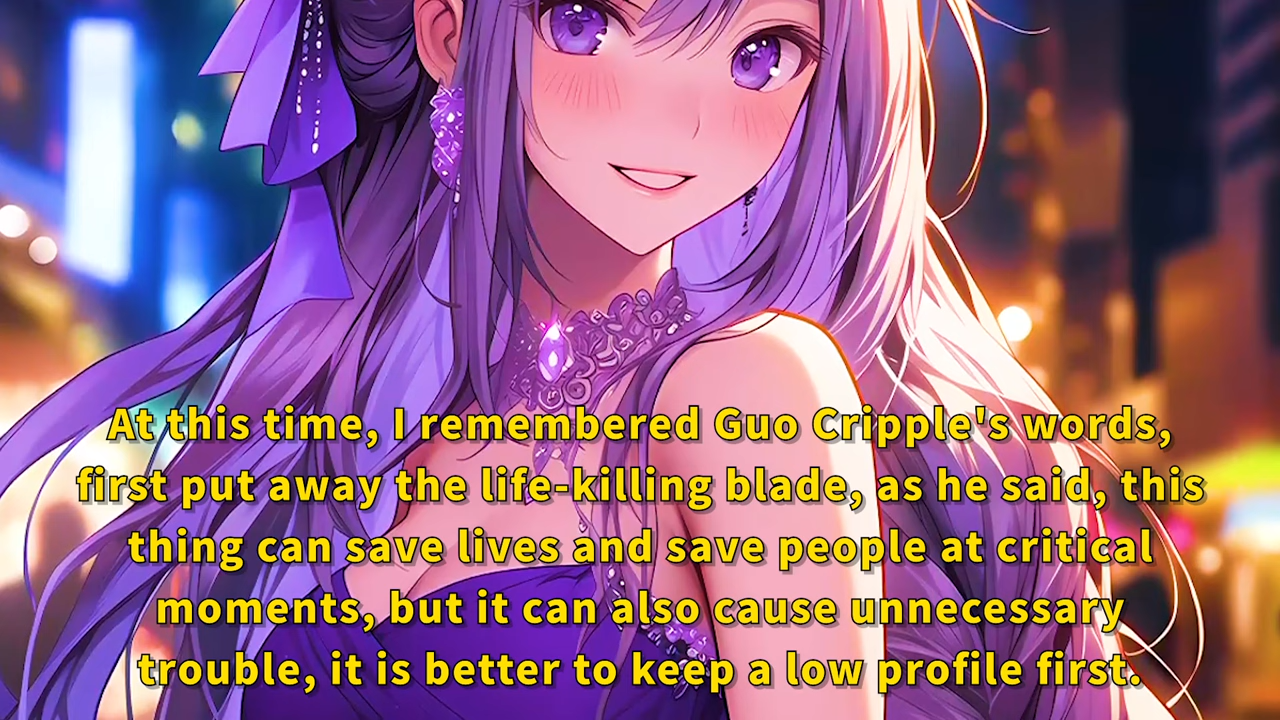 At this time, I remembered Guo Cripple's words,
first put away the life-killing blade, as he said, this
thing can save lives and save people at critical
moments, but it can also cause unnecessary
trouble, it is better to keep a low profile first.